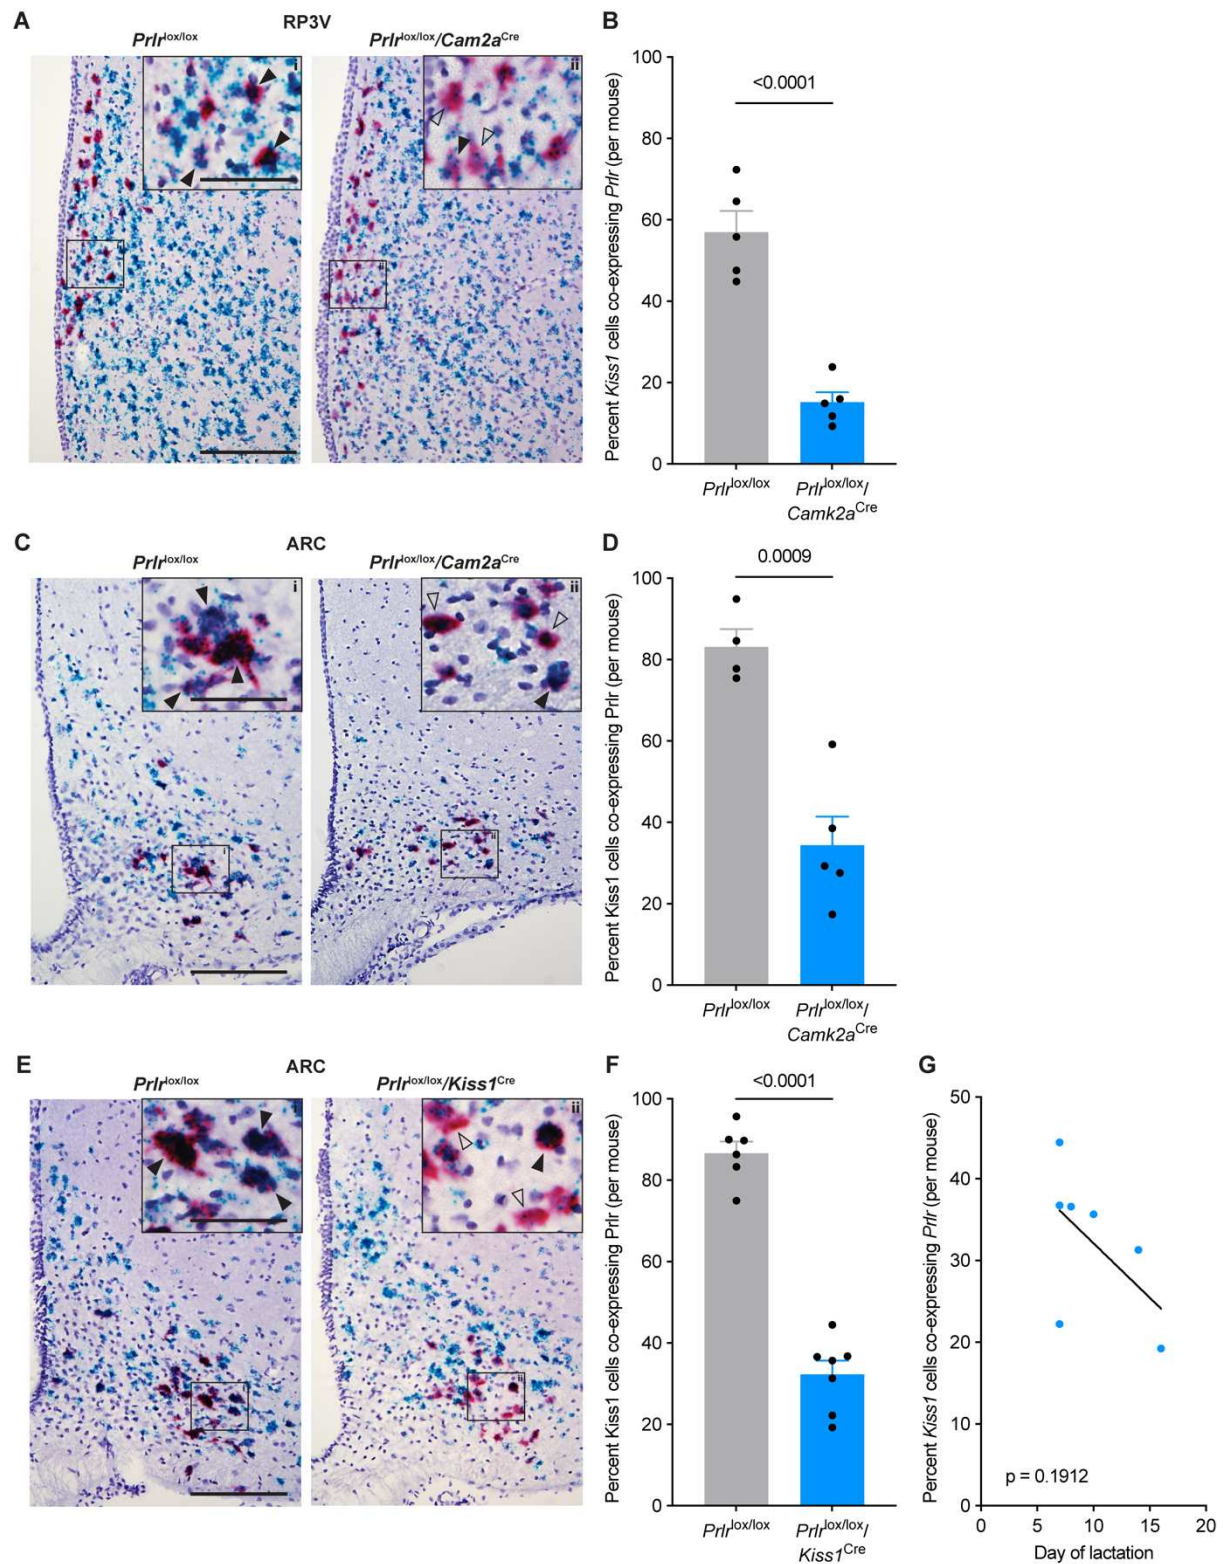 A
RP3V
Prlr^lox/lox
Prlr^lox/lox/Cam2a^Cre
i
ii
ii
B
Percent Kiss1 cells co-expressing Prlr (per mouse)
100
80
60
40
20
0
<0.0001
Prlr^lox/lox
Prlr^lox/lox/
Camk2a^Cre
C
ARC
Prlr^lox/lox
Prlr^lox/lox/Cam2a^Cre
i
ii
i
ii
D
Percent Kiss1 cells co-expressing Prlr (per mouse)
100
80
60
40
20
0
0.0009
Prlr^lox/lox
Prlr^lox/lox/
Camk2a^Cre
E
ARC
Prlr^lox/lox
Prlr^lox/lox/Kiss1^Cre
i
ii
i
ii
F
Percent Kiss1 cells co-expressing Prlr (per mouse)
100
80
60
40
20
0
<0.0001
Prlr^lox/lox
Prlr^lox/lox/
Kiss1^Cre
G
Percent Kiss1 cells co-expressing Prlr (per mouse)
50
40
30
20
10
0
p = 0.1912
0
5
10
15
20
Day of lactation